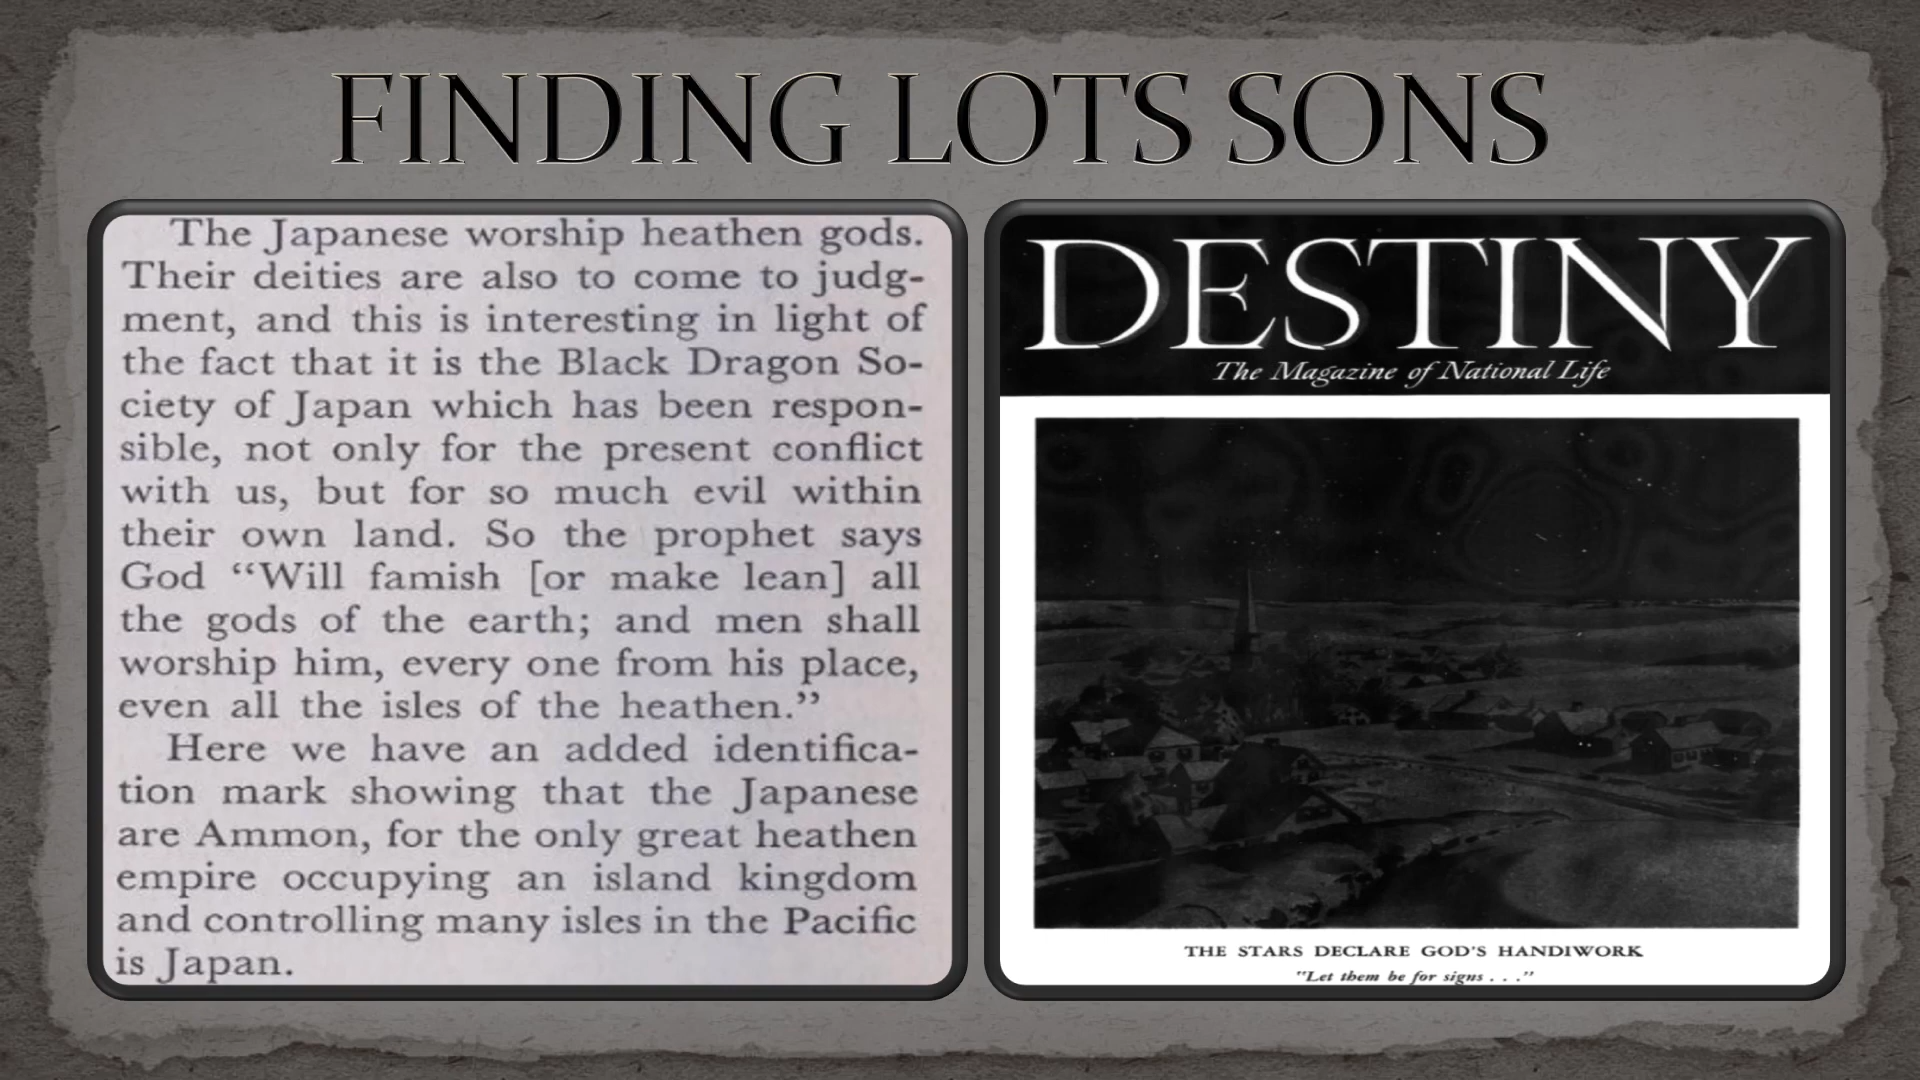 FINDING LOTS SONS
The Japanese worship heathen gods.
Their deities are also to come to judg-
ment, and this is interesting in light of
the fact that it is the Black Dragon So-
ciety of Japan which has been respon-
sible, not only for the present conflict
with us, but for so much evil within
their own land. So the prophet says
God “Will famish [or make lean] all
the gods of the earth; and men shall
worship him, every one from his place,
even all the isles of the heathen.”
Here we have an added identifica-
tion mark showing that the Japanese
are Ammon, for the only great heathen
empire occupying an island kingdom
and controlling many isles in the Pacific
is Japan.
DESTINY
The Magazine of National Life
THE STARS DECLARE GOD'S HANDIWORK
"Let them be for signs . . ."